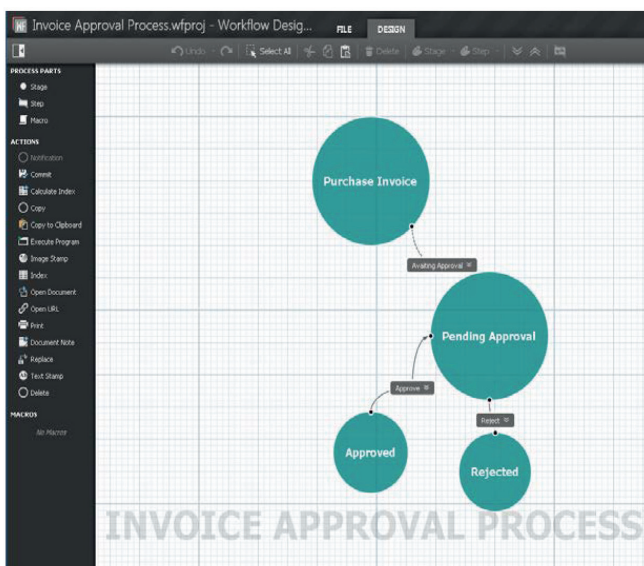 Invoice Approval Process.wfproj - Workflow Desig...
FILE
DESIGN
Undo
Select All
Delete
Stage
Step
PROCESS PARTS
Stage
Step
Macro
ACTIONS
Notification
Commit
Calculate Index
Copy
Copy to Clipboard
Execute Program
Image Stamp
Index
Open Document
Open URL
Print
Document Note
Replace
Text Stamp
Delete
MACROS
No Macros
Purchase Invoice
Awaiting Approval
Pending Approval
Approve
Reject
Approved
Rejected
INVOICE APPROVAL PROCESS